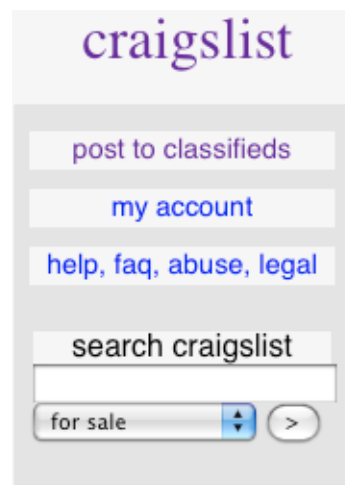 craigslist
post to classifieds
my account
help, faq, abuse, legal
search craigslist
for sale
>